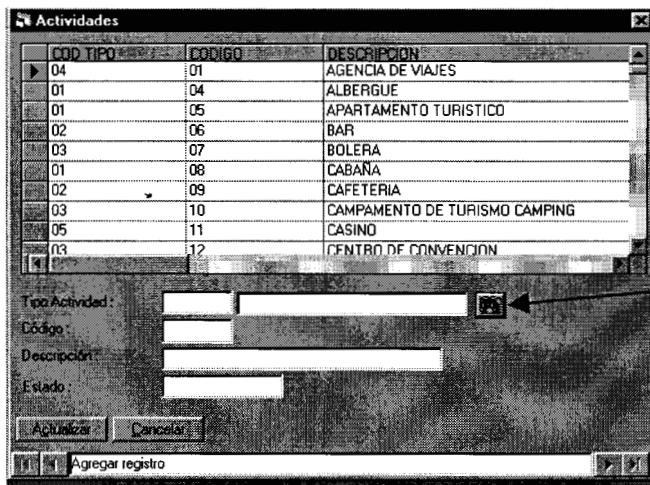 Actividades
COD TIPO CODIGO DESCRIPCION
04 01 AGENCIA DE VIAJES
01 04 ALBERGUE
01 05 APARTAMENTO TURISTICO
02 06 BAR
03 07 BOLERA
01 08 CABAÑA
02 09 CAFETERIA
03 10 CAMPAMENTO DE TURISMO CAMPING
05 11 CASINO
03 12 CENTRO DE CONVENCION
Tipo Actividad :
Código :
Descripción :
Estado :
Actualizar Cancelar
Agregar registro